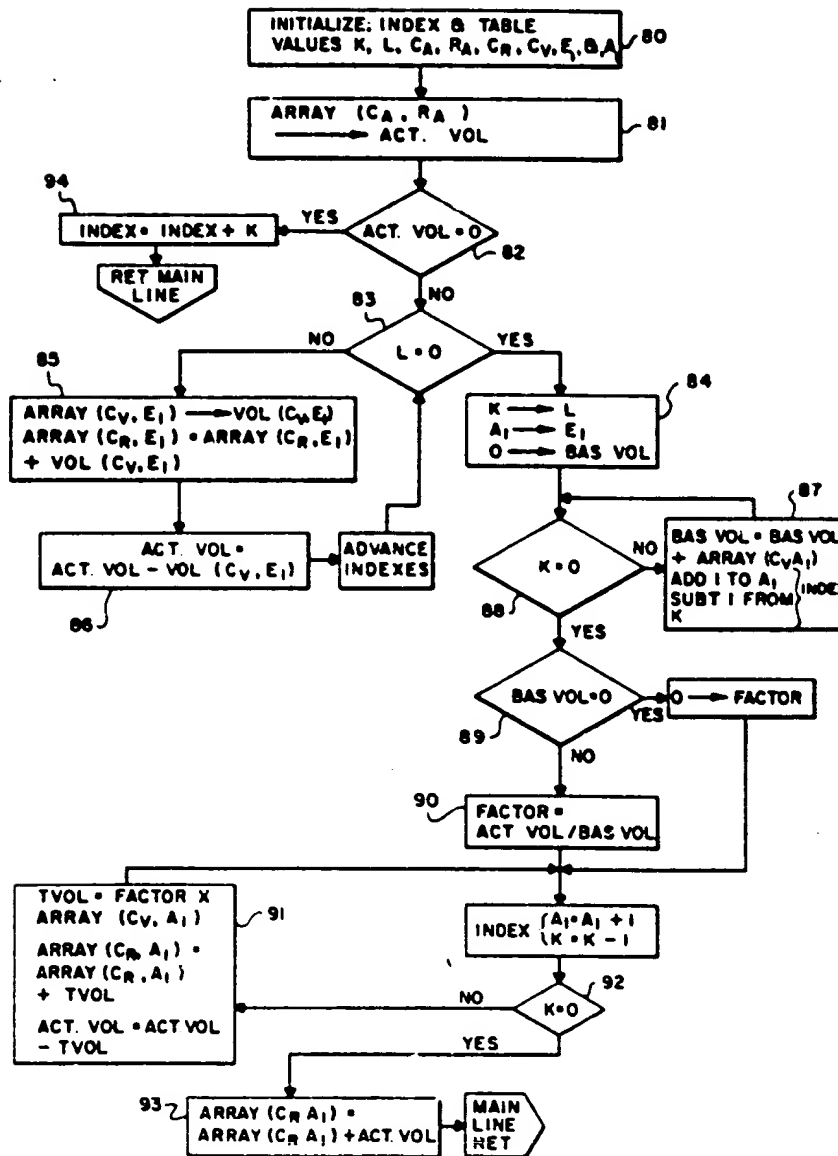 INITIALIZE: INDEX & TABLE
VALUES K, L, CA, RA, CR, CV, E1, B, A1
80
ARRAY (CA, RA)
→ ACT. VOL
81
94
INDEX = INDEX + K
YES
ACT. VOL = 0
82
RET MAIN
LINE
NO
83
NO
L = 0
YES
85
ARRAY (CV, E1) → VOL (CV, E1)
ARRAY (CR, E1) = ARRAY (CR, E1)
+ VOL (CV, E1)
84
K → L
A1 → E1
0 → BAS VOL
ACT. VOL =
ACT. VOL - VOL (CV, E1)
86
ADVANCE
INDEXES
87
BAS VOL = BAS VOL
+ ARRAY (CV A1)
ADD 1 TO A1
SUBT 1 FROM
K
INDEX
K = 0
NO
88
YES
BAS VOL = 0
YES
89
0 → FACTOR
NO
90
FACTOR =
ACT VOL / BAS VOL
TVOL = FACTOR X
ARRAY (CV, A1)
ARRAY (CR, A1) =
ARRAY (CR, A1)
+ TVOL
ACT. VOL = ACT VOL
- TVOL
91
INDEX { A1 = A1 + 1
K = K - 1
92
NO
K = 0
YES
93
ARRAY (CR A1) =
ARRAY (CR A1) + ACT. VOL
MAIN
LINE
RET